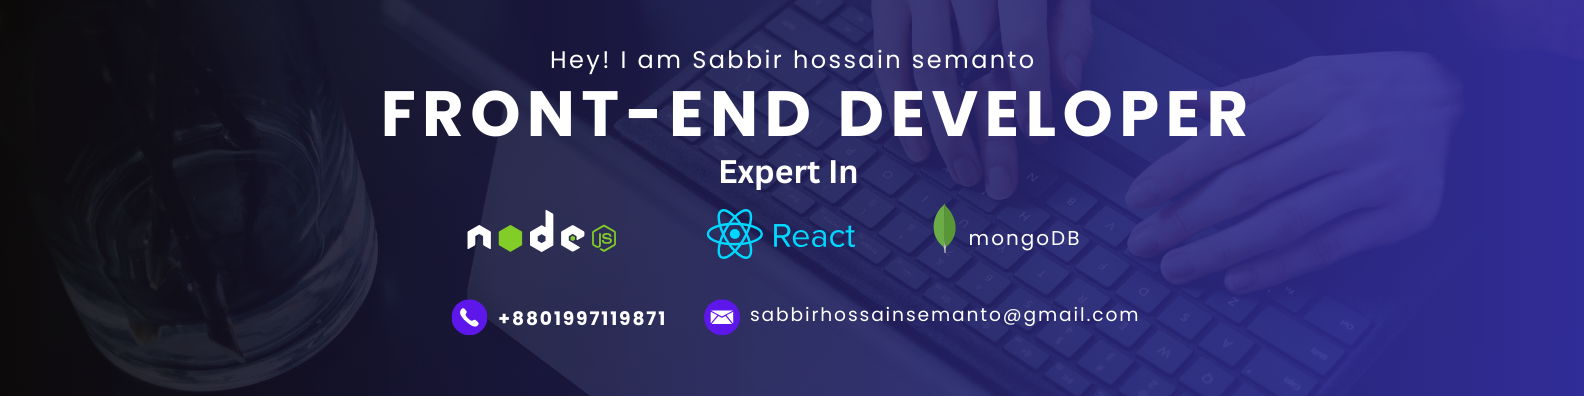 Hey! I am Sabbir hossain semanto
FRONT-END DEVELOPER
Expert In
node JS React mongoDB
+8801997119871 sabbirhossainsemanto@gmail.com